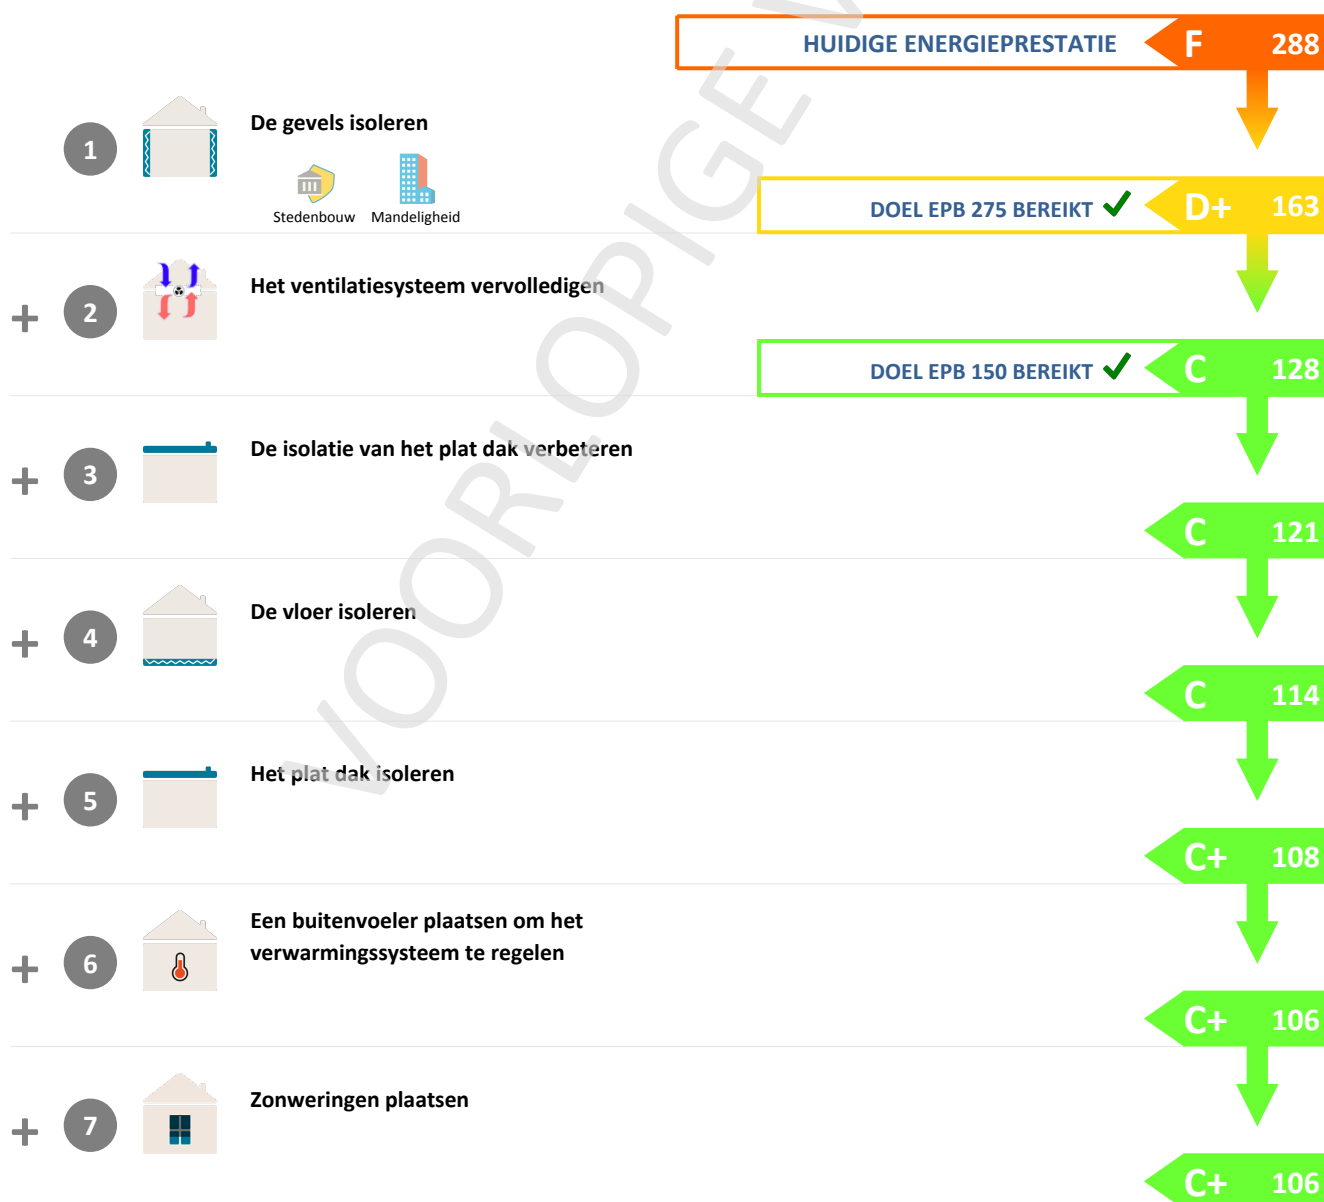 HUIDIGE ENERGIEPRESTATIE F 288
1 De gevels isoleren
Stedenbouw Mandeligheid
DOEL EPB 275 BEREIKT D+ 163
+ 2 Het ventilatiesysteem vervolledigen
DOEL EPB 150 BEREIKT C 128
+ 3 De isolatie van het plat dak verbeteren
C 121
+ 4 De vloer isoleren
C 114
+ 5 Het plat dak isoleren
C+ 108
+ 6 Een buitenvoeler plaatsen om het
verwarmingssysteem te regelen
C+ 106
+ 7 Zonweringen plaatsen
C+ 106
VOORLOPIGE V